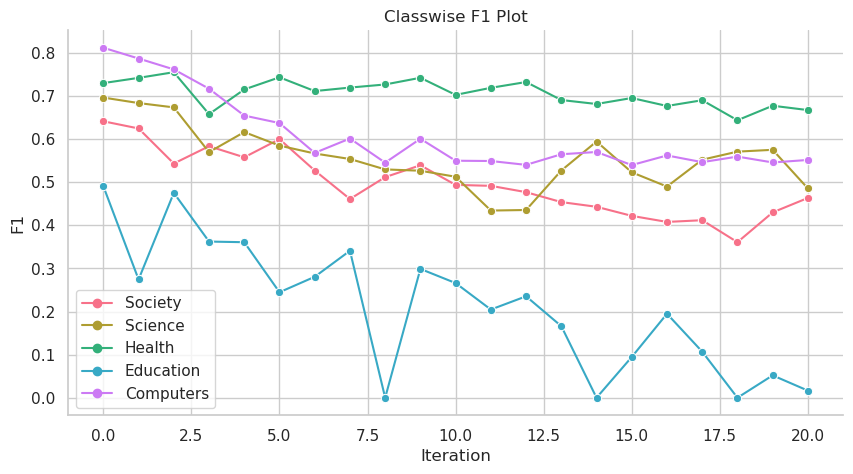 Classwise F1 Plot
F1
0.8
0.7
0.6
0.5
0.4
0.3
0.2
0.1
0.0
Society
Science
Health
Education
Computers
0.0 2.5 5.0 7.5 10.0 12.5 15.0 17.5 20.0
Iteration